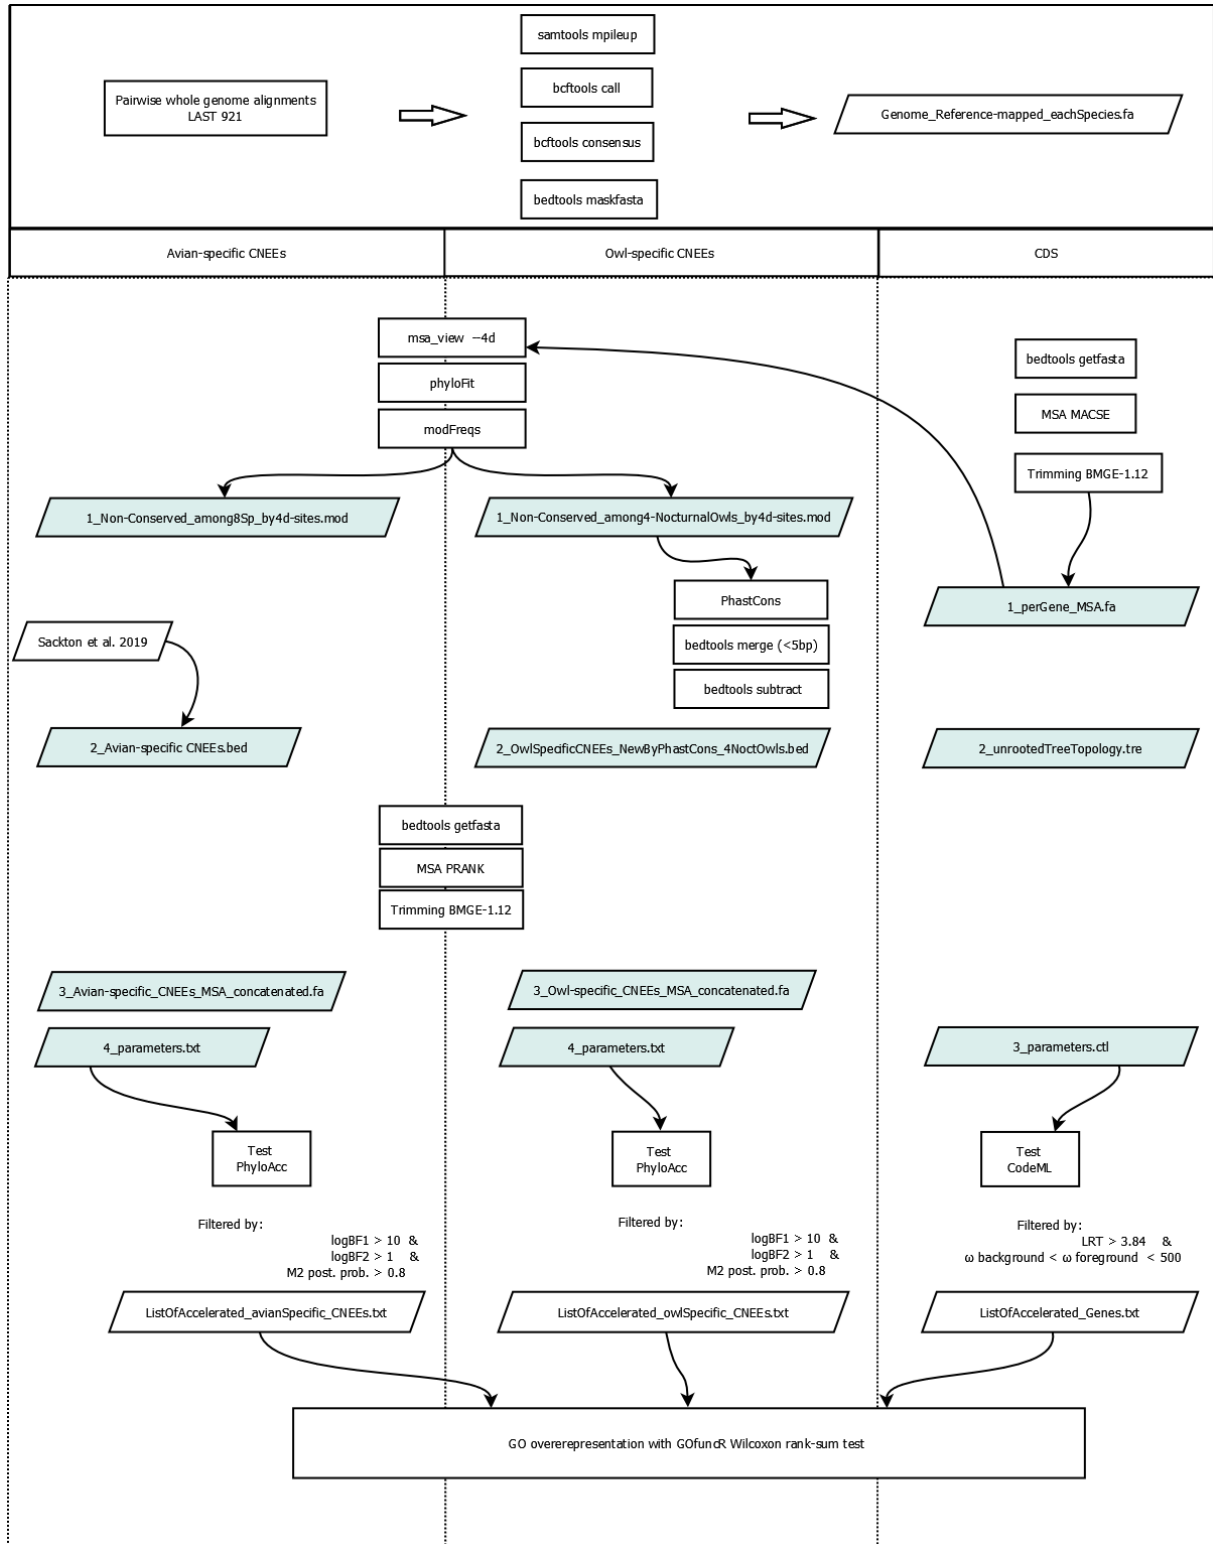 samtools mpileup
Pairwise whole genome alignments
LAST 921
bcftools call
Genome_Reference-mapped_eachSpecies.fa
bcftools consensus
bedtools maskfasta
Avian-specific CNEEs
Owl-specific CNEEs
CDS
msa_view --4d
phyloFit
modFreqs
bedtools getfasta
MSA MACSE
Trimming BMGE-1.12
1_Non-Conserved_among8Sp_by4d-sites.mod
1_Non-Conserved_among4-NocturnalOwls_by4d-sites.mod
PhastCons
bedtools merge (<5bp)
bedtools subtract
1_perGene_MSA.fa
Sackton et al. 2019
2_Avian-specific CNEEs.bed
2_OwlSpecificCNEEs_NewByPhastCons_4NoctOwls.bed
2_unrootedTreeTopology.tre
bedtools getfasta
MSA PRANK
Trimming BMGE-1.12
3_Avian-specific_CNEEs_MSA_concatenated.fa
3_Owl-specific_CNEEs_MSA_concatenated.fa
4_parameters.txt
4_parameters.txt
3_parameters.ctl
Test
PhyloAcc
Test
PhyloAcc
Test
CodeML
Filtered by:
logBF1 > 10 &
logBF2 > 1 &
M2 post. prob. > 0.8
Filtered by:
logBF1 > 10 &
logBF2 > 1 &
M2 post. prob. > 0.8
Filtered by:
LRT > 3.84 &
ω background < ω foreground < 500
ListOfAccelerated_avianSpecific_CNEEs.txt
ListOfAccelerated_owlSpecific_CNEEs.txt
ListOfAccelerated_Genes.txt
GO overerepresentation with GOfuncR Wilcoxon rank-sum test